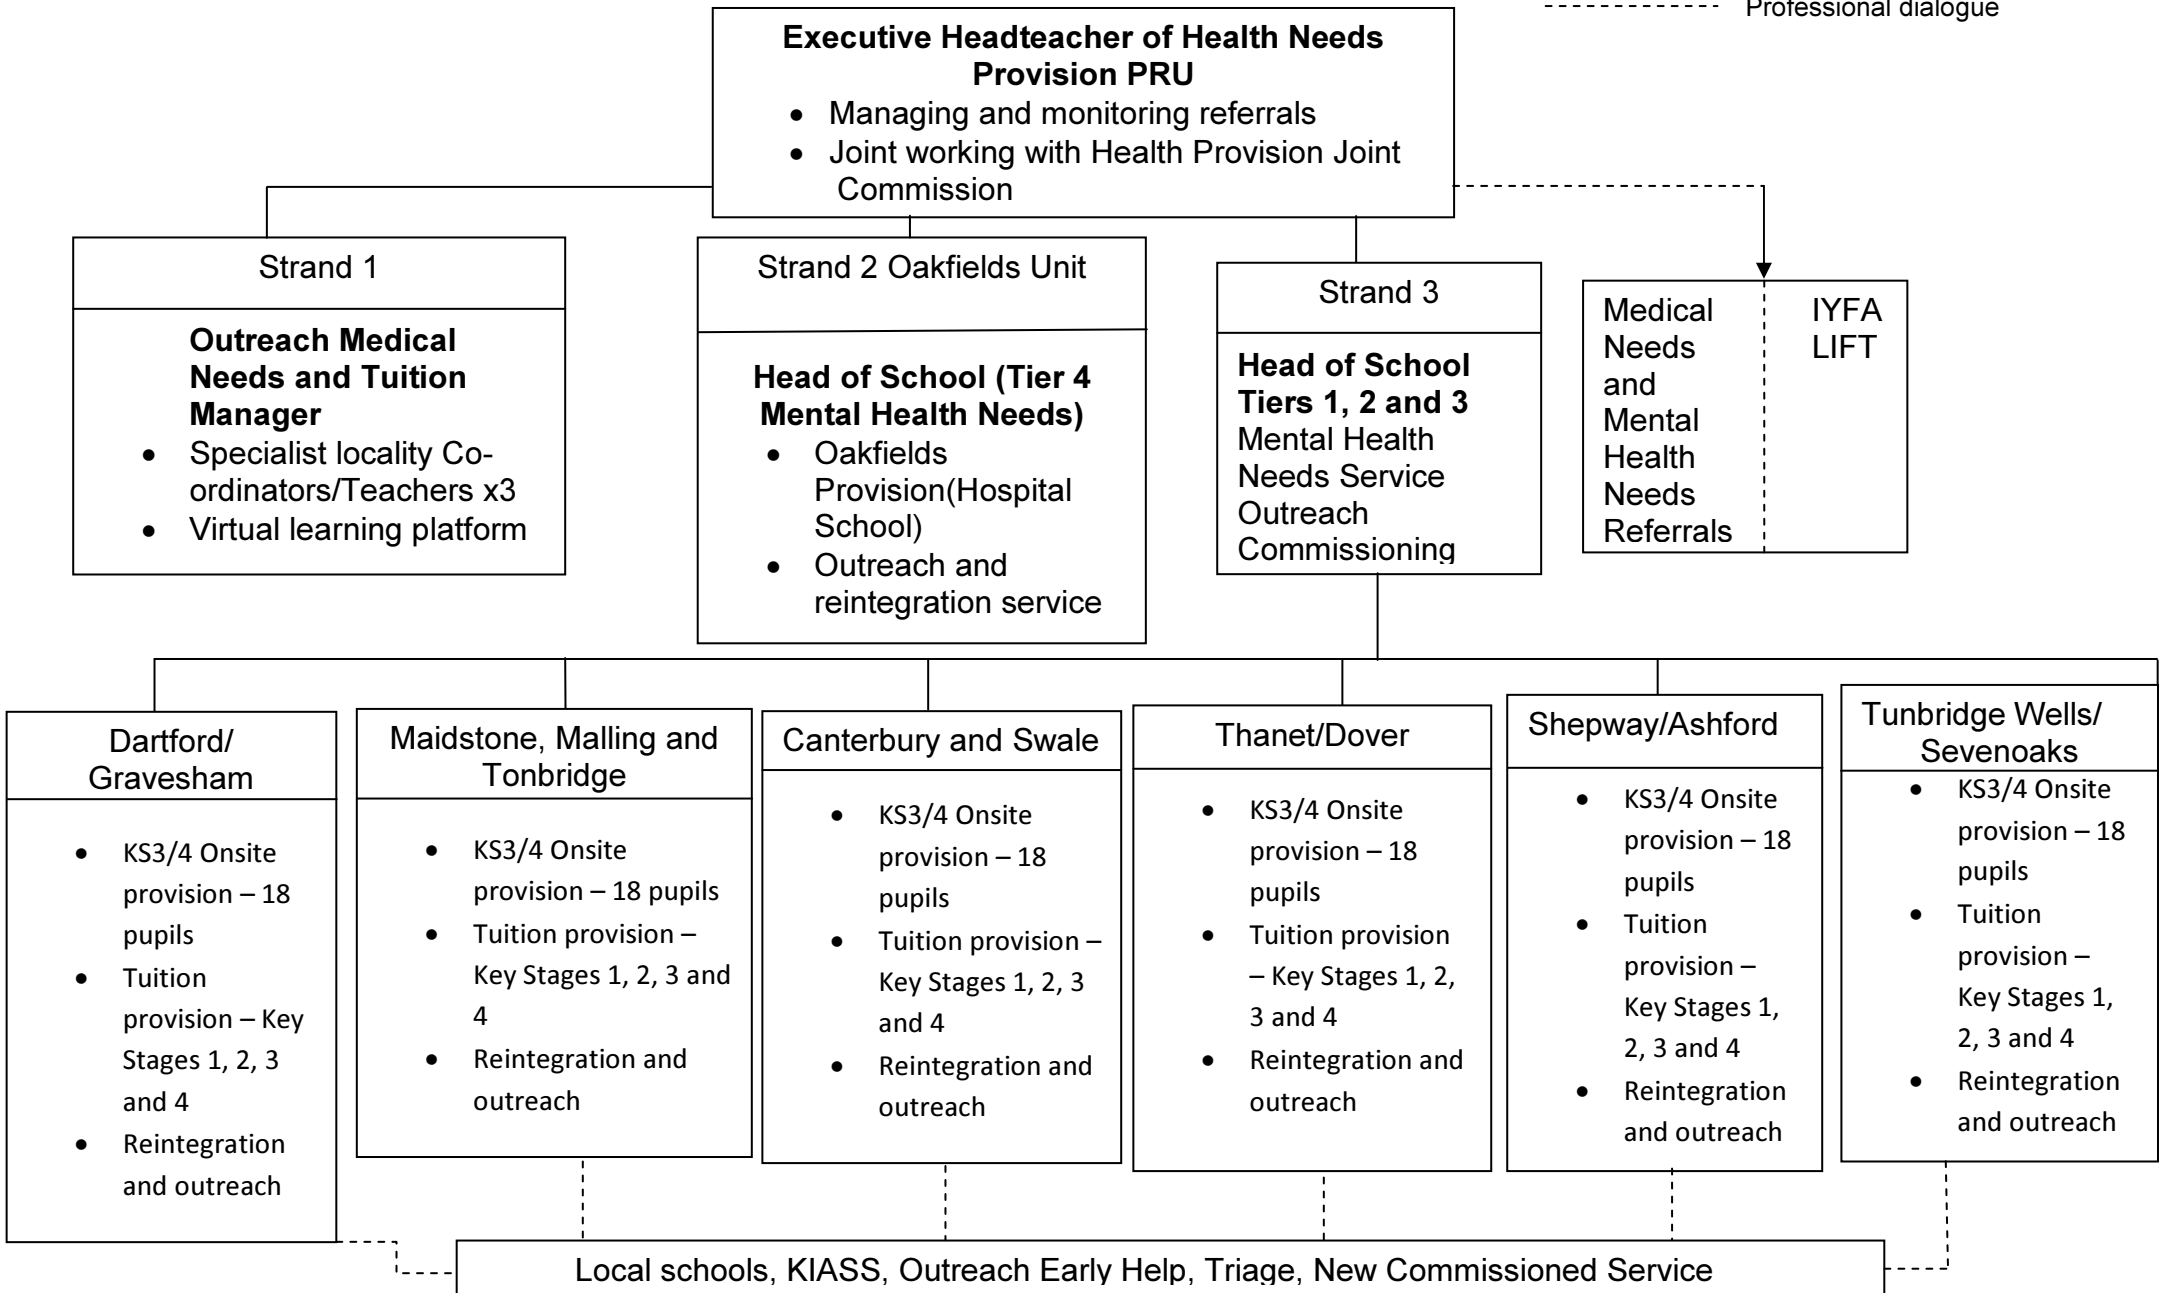 Professional dialogue
Executive Headteacher of Health Needs
Provision PRU
• Managing and monitoring referrals
• Joint working with Health Provision Joint
Commission
Strand 1
Outreach Medical
Needs and Tuition
Manager
• Specialist locality Co-
ordinators/Teachers x3
• Virtual learning platform
Strand 2 Oakfields Unit
Head of School (Tier 4
Mental Health Needs)
• Oakfields
Provision(Hospital
School)
• Outreach and
reintegration service
Strand 3
Head of School
Tiers 1, 2 and 3
Mental Health
Needs Service
Outreach
Commissioning
Medical
Needs
and
Mental
Health
Needs
Referrals
IYFA
LIFT
Dartford/
Gravesham
• KS3/4 Onsite
provision – 18
pupils
• Tuition
provision – Key
Stages 1, 2, 3
and 4
• Reintegration
and outreach
Maidstone, Malling and
Tonbridge
• KS3/4 Onsite
provision – 18 pupils
• Tuition provision –
Key Stages 1, 2, 3 and
4
• Reintegration and
outreach
Canterbury and Swale
• KS3/4 Onsite
provision – 18
pupils
• Tuition provision –
Key Stages 1, 2, 3
and 4
• Reintegration and
outreach
Thanet/Dover
• KS3/4 Onsite
provision – 18
pupils
• Tuition provision
– Key Stages 1, 2,
3 and 4
• Reintegration and
outreach
Shepway/Ashford
• KS3/4 Onsite
provision – 18
pupils
• Tuition
provision –
Key Stages 1,
2, 3 and 4
• Reintegration
and outreach
Tunbridge Wells/
Sevenoaks
• KS3/4 Onsite
provision – 18
pupils
• Tuition
provision –
Key Stages 1,
2, 3 and 4
• Reintegration
and outreach
Local schools, KIASS, Outreach Early Help, Triage, New Commissioned Service